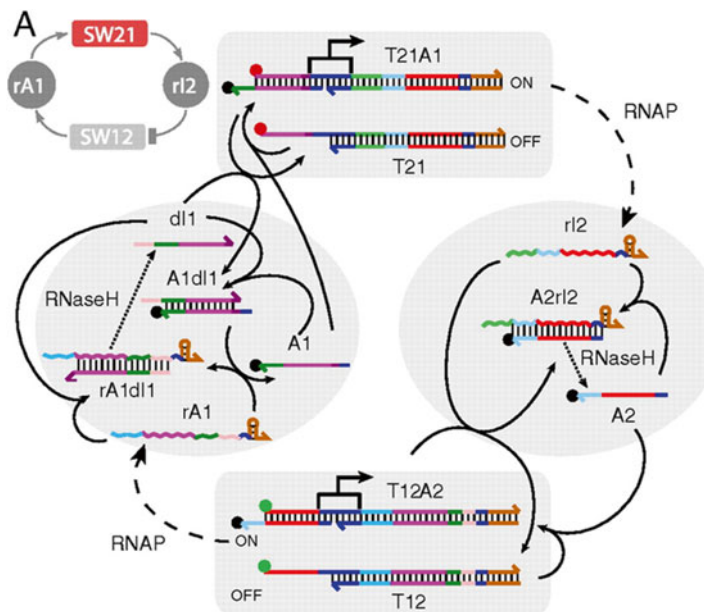 A
SW21
rA1
rI2
SW12
T21A1
ON
OFF
T21
RNAP
dI1
RNaseH
A1dI1
A1
rA1dI1
rA1
rI2
A2rI2
RNaseH
A2
T12A2
ON
RNAP
OFF
T12